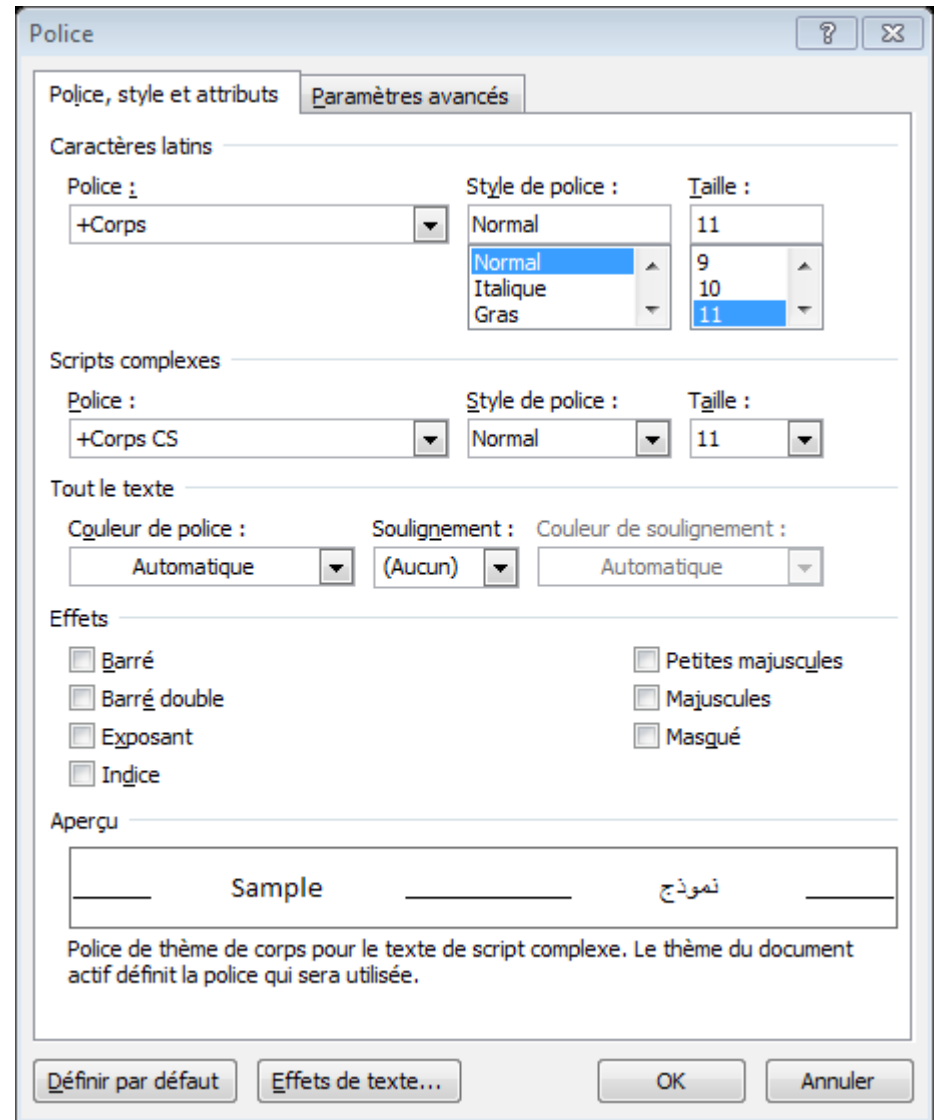 Police
Police, style et attributs Paramètres avancés
Caractères latins
Police : Style de police : Taille :
+Corps Normal 11
Normal 9
Italique 10
Gras 11
Scripts complexes
Police : Style de police : Taille :
+Corps CS Normal 11
Tout le texte
Couleur de police : Soulignement : Couleur de soulignement :
Automatique (Aucun) Automatique
Effets
Barré Petites majuscules
Barré double Majuscules
Exposant Masqué
Indice
Aperçu
Sample نموذج
Police de thème de corps pour le texte de script complexe. Le thème du document
actif définit la police qui sera utilisée.
Définir par défaut Effets de texte... OK Annuler